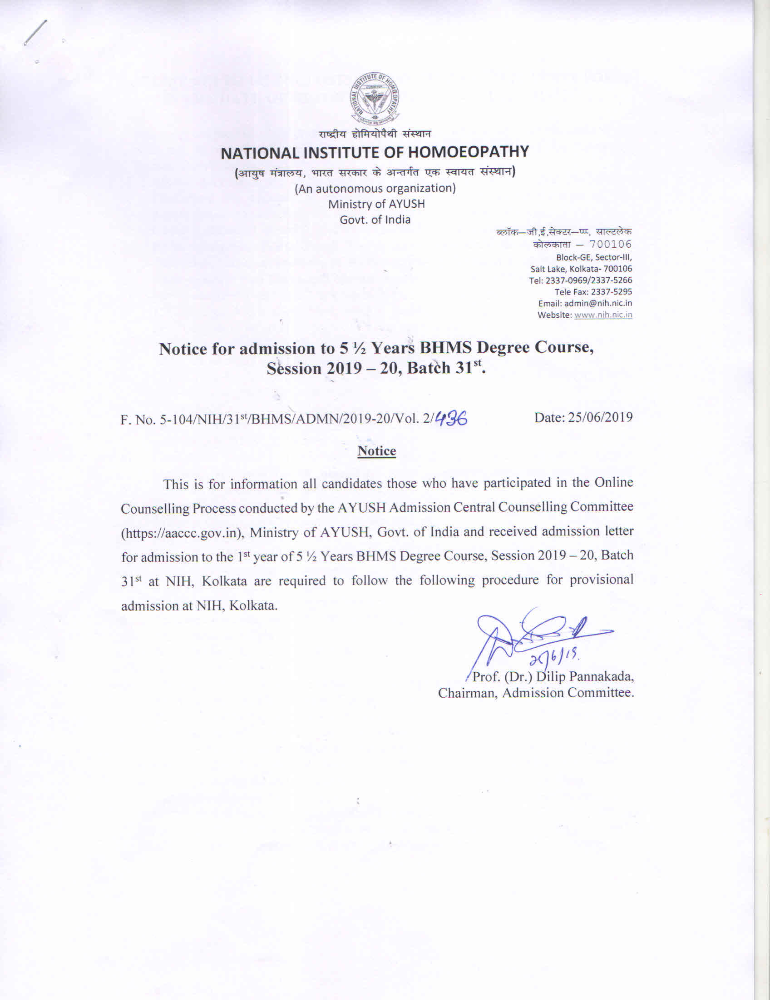 NATIONAL INSTITUTE OF HOMŒOPATHY
राष्ट्रीय होमियोपैथी संस्थान
NATIONAL INSTITUTE OF HOMOEOPATHY
(आयुष मंत्रालय, भारत सरकार के अन्तर्गत एक स्वायत संस्थान)
(An autonomous organization)
Ministry of AYUSH
Govt. of India
ब्लॉक–जी,ई,सेक्टर–प्प्, साल्टलेक
कोलकाता – 700106
Block-GE, Sector-III,
Salt Lake, Kolkata- 700106
Tel: 2337-0969/2337-5266
Tele Fax: 2337-5295
Email: admin@nih.nic.in
Website: www.nih.nic.in
Notice for admission to 5 ½ Years BHMS Degree Course,
Session 2019 – 20, Batch 31st.
F. No. 5-104/NIH/31st/BHMS/ADMN/2019-20/Vol. 2/436 Date: 25/06/2019
Notice
This is for information all candidates those who have participated in the Online
Counselling Process conducted by the AYUSH Admission Central Counselling Committee
(https://aaccc.gov.in), Ministry of AYUSH, Govt. of India and received admission letter
for admission to the 1st year of 5 ½ Years BHMS Degree Course, Session 2019 – 20, Batch
31st at NIH, Kolkata are required to follow the following procedure for provisional
admission at NIH, Kolkata.
Prof. (Dr.) Dilip Pannakada,
Chairman, Admission Committee.